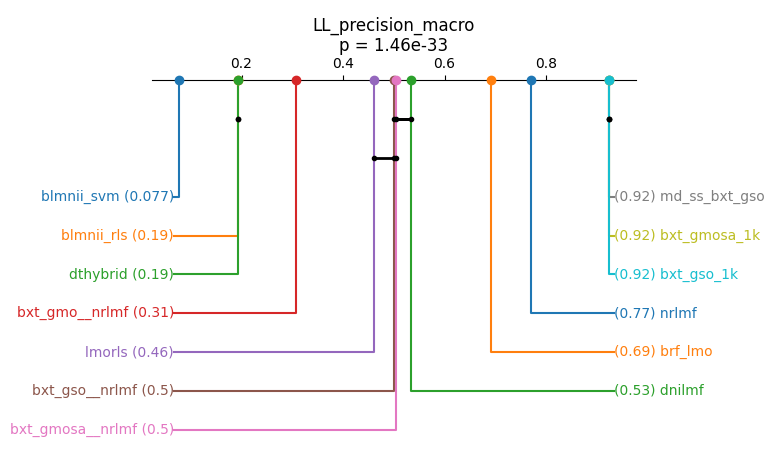 LL_precision_macro
p = 1.46e-33
0.2 0.4 0.6 0.8
blmnii_svm (0.077) (0.92) md_ss_bxt_gso
blmnii_rls (0.19) (0.92) bxt_gmosa_1k
dthybrid (0.19) (0.92) bxt_gso_1k
bxt_gmo__nrlmf (0.31) (0.77) nrlmf
lmorls (0.46) (0.69) brf_lmo
bxt_gso__nrlmf (0.5) (0.53) dnilmf
bxt_gmosa__nrlmf (0.5)